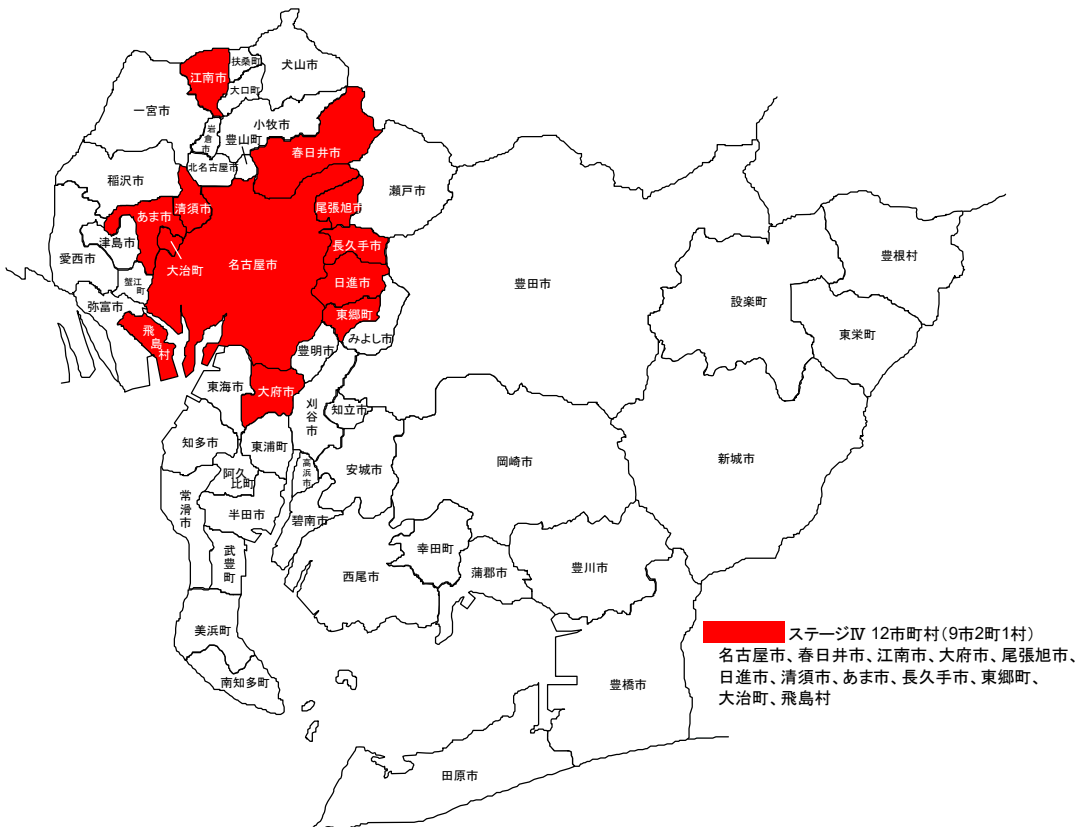 扶桑町
犬山市
江南市
大口町
一宮市
小牧市
岩倉市
豊山町
春日井市
北名古屋市
稲沢市
瀬戸市
清須市
尾張旭市
あま市
津島市
長久手市
豊根村
愛西市
大治町
名古屋市
日進市
豊田市
蟹江町
設楽町
弥富市
東郷町
飛島村
みよし市
東栄町
豊明市
東海市
大府市
刈谷市
知立市
知多市
東浦町
新城市
岡崎市
高浜市
安城市
阿久比町
常滑市
半田市
碧南市
幸田町
武豊町
西尾市
蒲郡市
豊川市
美浜町
南知多町
豊橋市
田原市
ステージⅣ 12市町村(9市2町1村)
名古屋市、春日井市、江南市、大府市、尾張旭市、
日進市、清須市、あま市、長久手市、東郷町、
大治町、飛島村